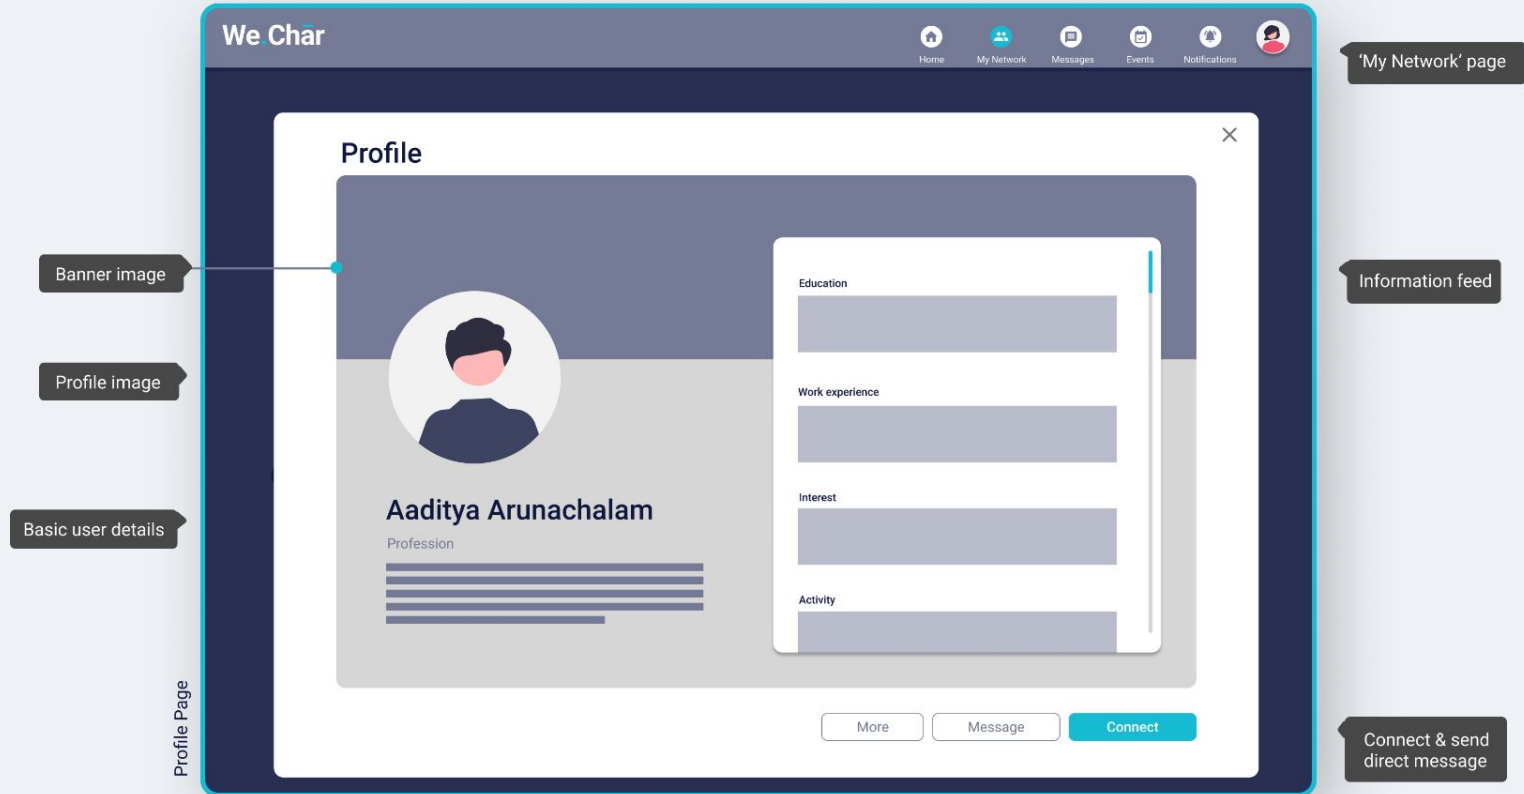 We.Chār
Home
My Network
Messages
Events
Notifications
'My Network' page
Profile
Banner image
Profile image
Basic user details
Aaditya Arunachalam
Profession
Education
Work experience
Interest
Activity
Information feed
More
Message
Connect
Connect & send
direct message
Profile Page